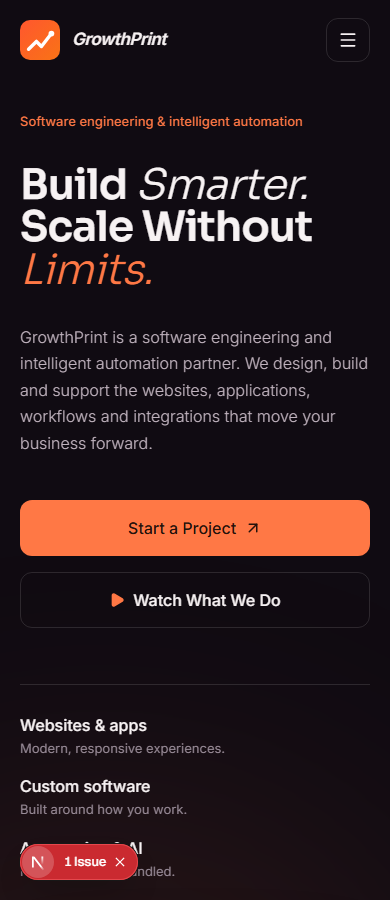 GrowthPrint
Software engineering & intelligent automation
Build Smarter.
Scale Without
Limits.
GrowthPrint is a software engineering and
intelligent automation partner. We design, build
and support the websites, applications,
workflows and integrations that move your
business forward.
Start a Project
Watch What We Do
Websites & apps
Modern, responsive experiences.
Custom software
Built around how you work.
AI
N 1 Issue